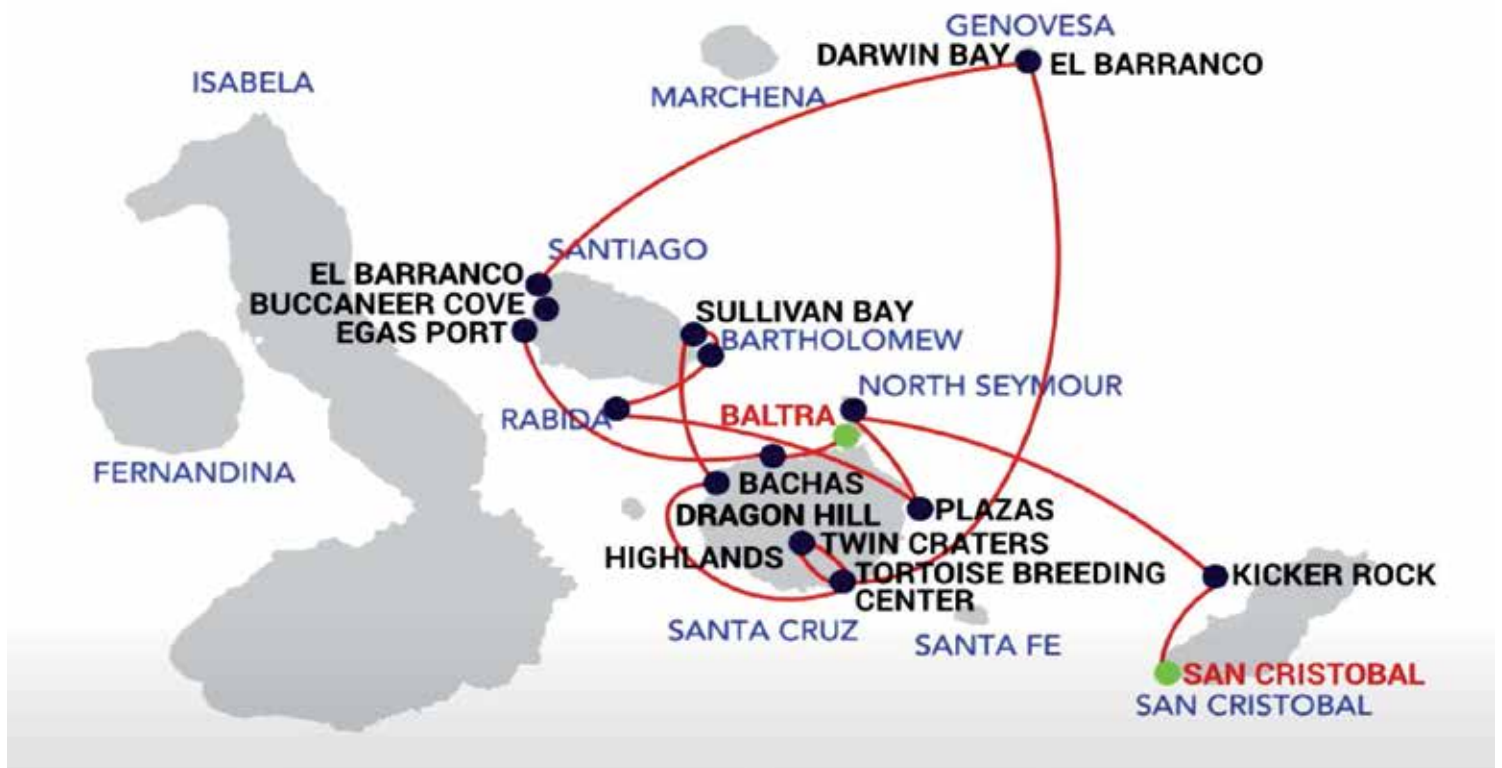 GENOVESA
DARWIN BAY
EL BARRANCO
ISABELA
MARCHENA
SANTIAGO
EL BARRANCO
BUCCANEER COVE
EGAS PORT
SULLIVAN BAY
BARTHOLOMEW
NORTH SEYMOUR
RABIDA
BALTRA
FERNANDINA
BACHAS
DRAGON HILL
PLAZAS
HIGHLANDS
TWIN CRATERS
TORTOISE BREEDING
CENTER
KICKER ROCK
SANTA CRUZ
SANTA FE
SAN CRISTOBAL
SAN CRISTOBAL